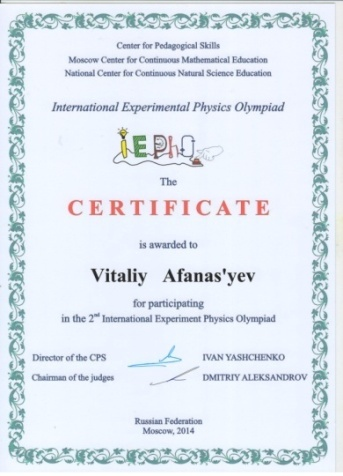 Center for Pedagogical Skills
Moscow Center for Continuous Mathematical Education
National Center for Continuous Natural Science Education
International Experimental Physics Olympiad
IEPhO
The
CERTIFICATE
is awarded to
Vitaliy Afanas'yev
for participating
in the 2nd International Experiment Physics Olympiad
Director of the CPS IVAN YASHCHENKO
Chairman of the judges DMITRIY ALEKSANDROV
Russian Federation
Moscow, 2014